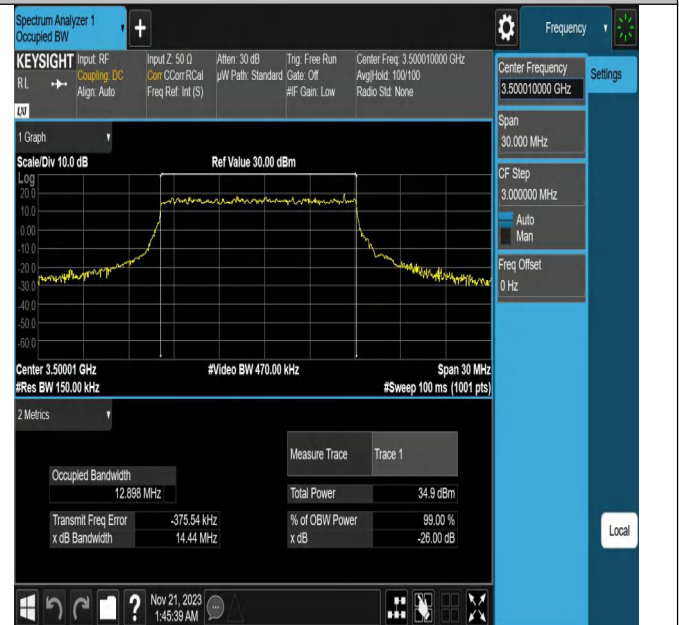 Spectrum Analyzer 1
Occupied BW
+
Frequency
KEYSIGHT
Input: RF
Coupling: DC
Align: Auto
Input Z: 50 Ω
Corr CCorr RCal
Freq Ref: Int (S)
Atten: 30 dB
µW Path: Standard
Trig: Free Run
Gate: Off
#IF Gain: Low
Center Freq: 3.500010000 GHz
Avg|Hold: 100/100
Radio Std: None
RL
LXI
Center Frequency
3.500010000 GHz
Settings
Span
30.000 MHz
CF Step
3.000000 MHz
Auto
Man
Freq Offset
0 Hz
1 Graph
Scale/Div 10.0 dB
Ref Value 30.00 dBm
Log
20.0
10.0
0.00
-10.0
-20.0
-30.0
-40.0
-50.0
-60.0
Center 3.50001 GHz
#Video BW 470.00 kHz
Span 30 MHz
#Res BW 150.00 kHz
#Sweep 100 ms (1001 pts)
2 Metrics
Measure Trace
Trace 1
Occupied Bandwidth
12.898 MHz
Total Power
34.9 dBm
Transmit Freq Error
-375.54 kHz
% of OBW Power
99.00 %
x dB Bandwidth
14.44 MHz
x dB
-26.00 dB
Local
?
Nov 21, 2023
1:45:39 AM